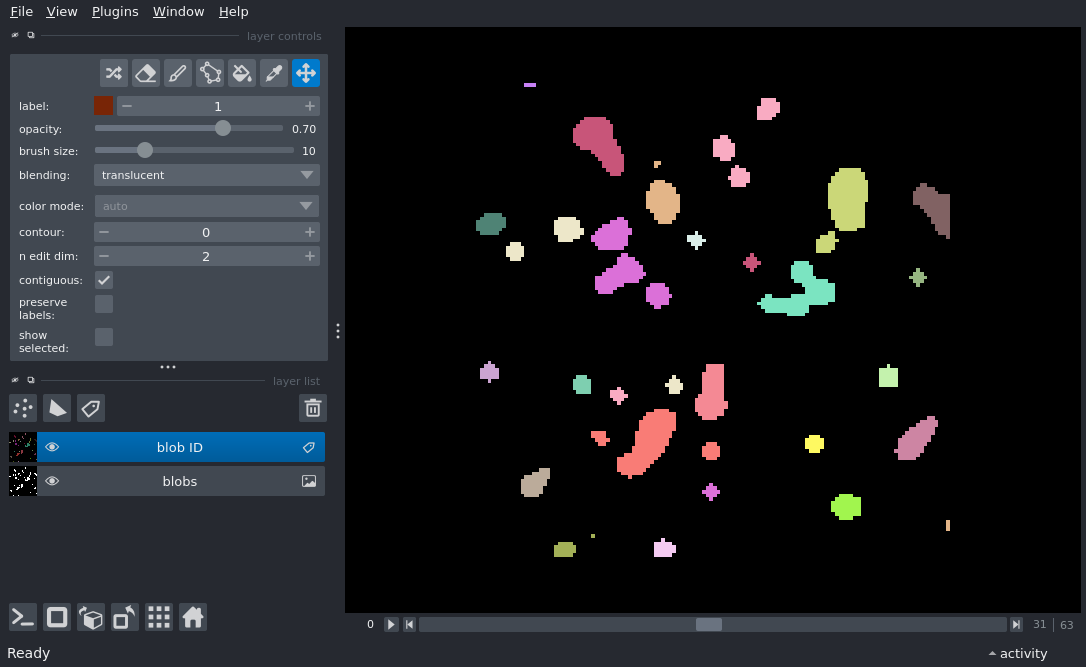 File View Plugins Window Help
layer controls
label: 1
opacity: 0.70
brush size: 10
blending: translucent
color mode: auto
contour: 0
n edit dim: 2
contiguous:
preserve
labels:
show
selected:
layer list
blob ID
blobs
0 31 63
Ready activity